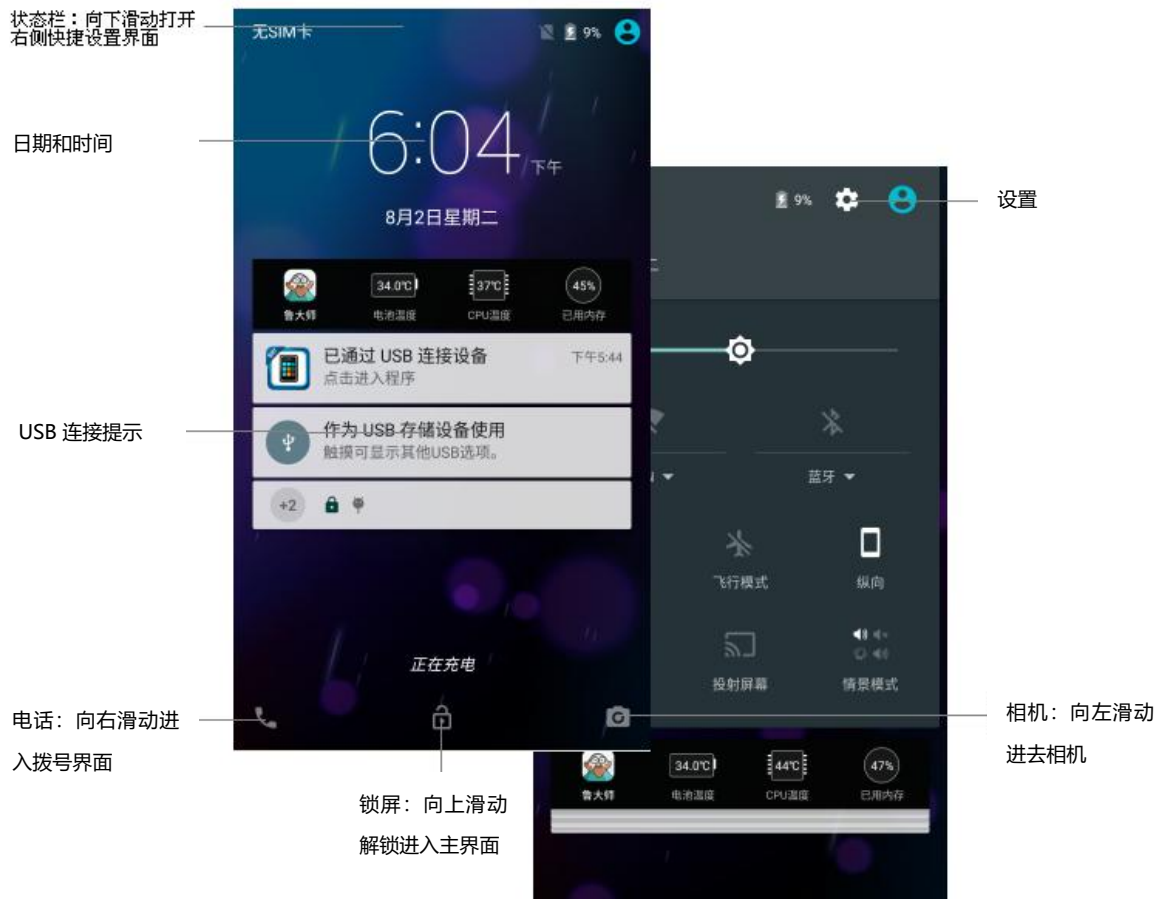 状态栏：向下滑动打开
右侧快捷设置界面
无SIM卡
9%
日期和时间
6:04
下午
8月2日星期二
9%
设置
34.0℃
37℃
45%
鲁大师
电池温度
CPU温度
已用内存
已通过 USB 连接设备
下午5:44
点击进入程序
USB 连接提示
作为 USB 存储设备使用
触摸可显示其他USB选项。
+2
蓝牙
飞行模式
纵向
投射屏幕
情景模式
正在充电
电话：向右滑动进
入拨号界面
相机：向左滑动
进去相机
锁屏：向上滑动
解锁进入主界面
34.0℃
44℃
47%
鲁大师
电池温度
CPU温度
已用内存